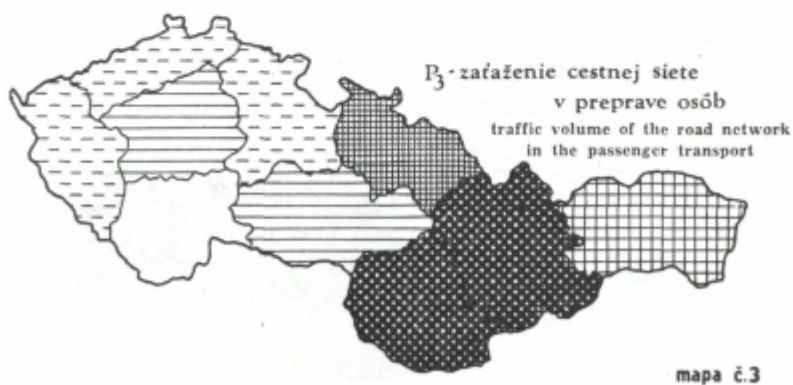 P3 - zaťaženie cestnej siete
v preprave osôb
traffic volume of the road network
in the passenger transport
mapa č.3